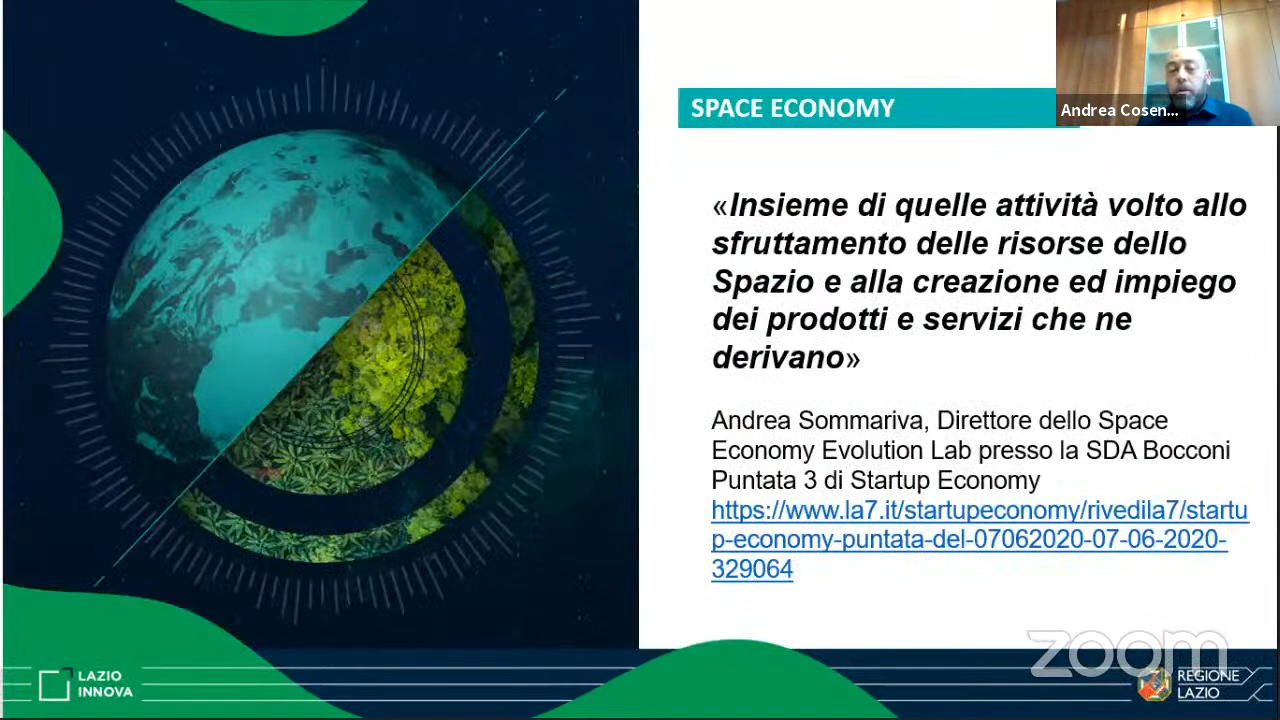 SPACE ECONOMY
Andrea Cosen...
«Insieme di quelle attività volto allo
sfruttamento delle risorse dello
Spazio e alla creazione ed impiego
dei prodotti e servizi che ne
derivano»
Andrea Sommariva, Direttore dello Space
Economy Evolution Lab presso la SDA Bocconi
Puntata 3 di Startup Economy
https://www.la7.it/startupeconomy/rivedila7/startu
p-economy-puntata-del-07062020-07-06-2020-
329064
zoom
LAZIO
INNOVA
REGIONE
LAZIO